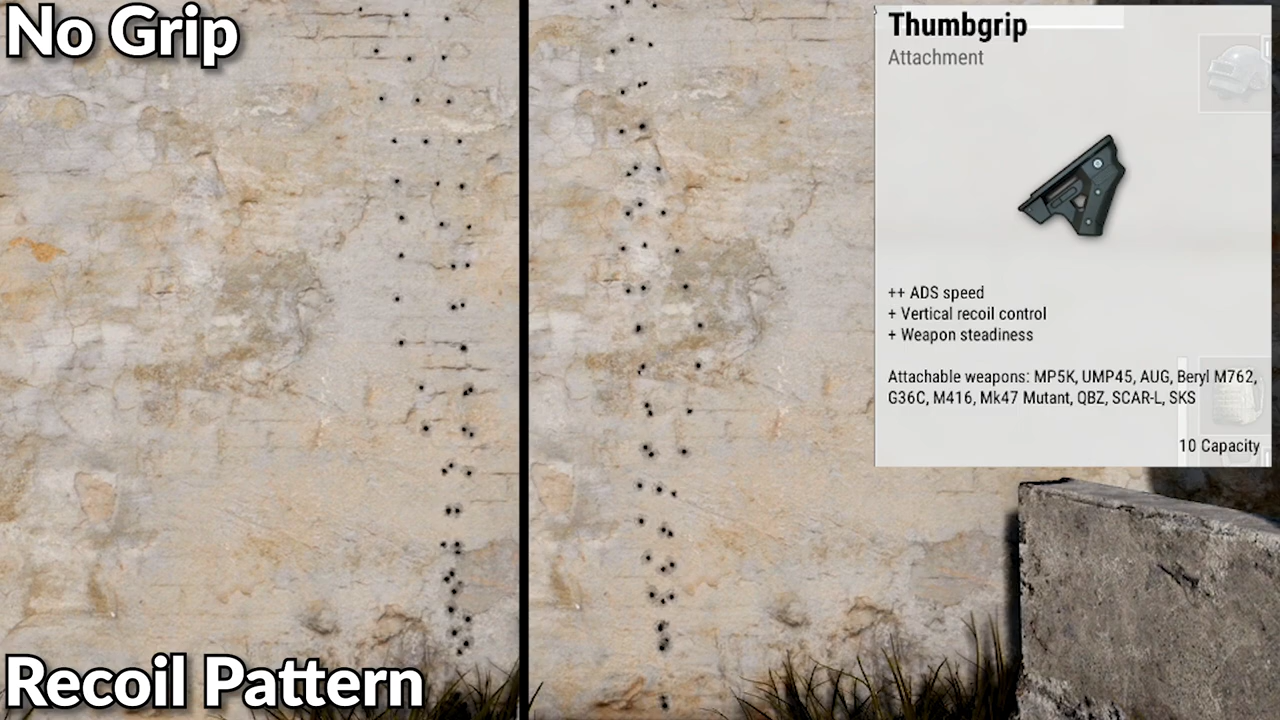 No Grip
Thumbgrip
Attachment
++ ADS speed
+ Vertical recoil control
+ Weapon steadiness
Attachable weapons: MP5K, UMP45, AUG, Beryl M762,
G36C, M416, Mk47 Mutant, QBZ, SCAR-L, SKS
10 Capacity
Recoil Pattern